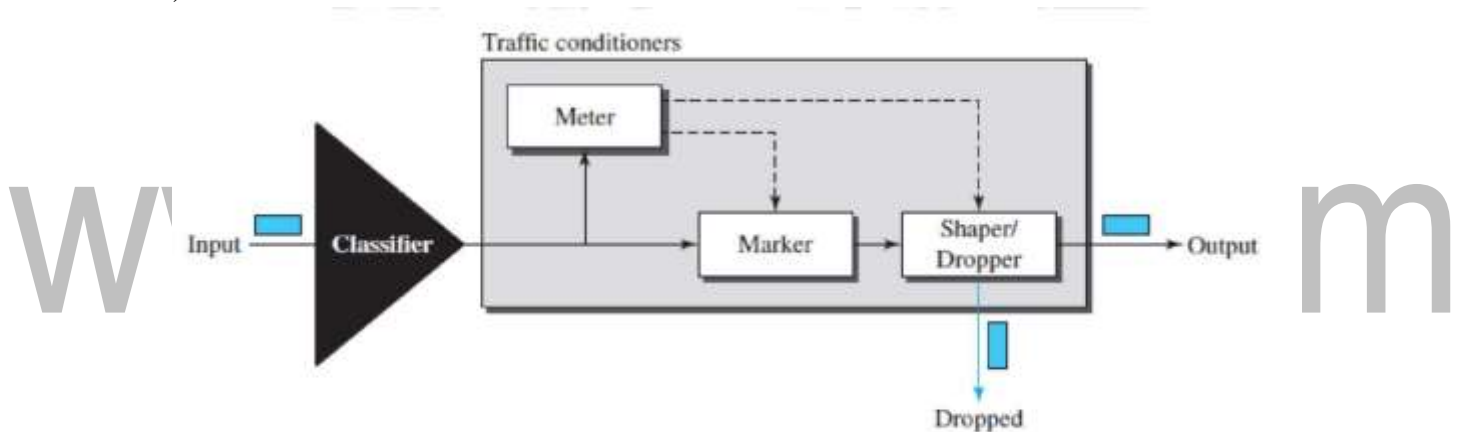 Traffic conditioners
Meter
Input
Classifier
Marker
Shaper/
Dropper
Output
Dropped